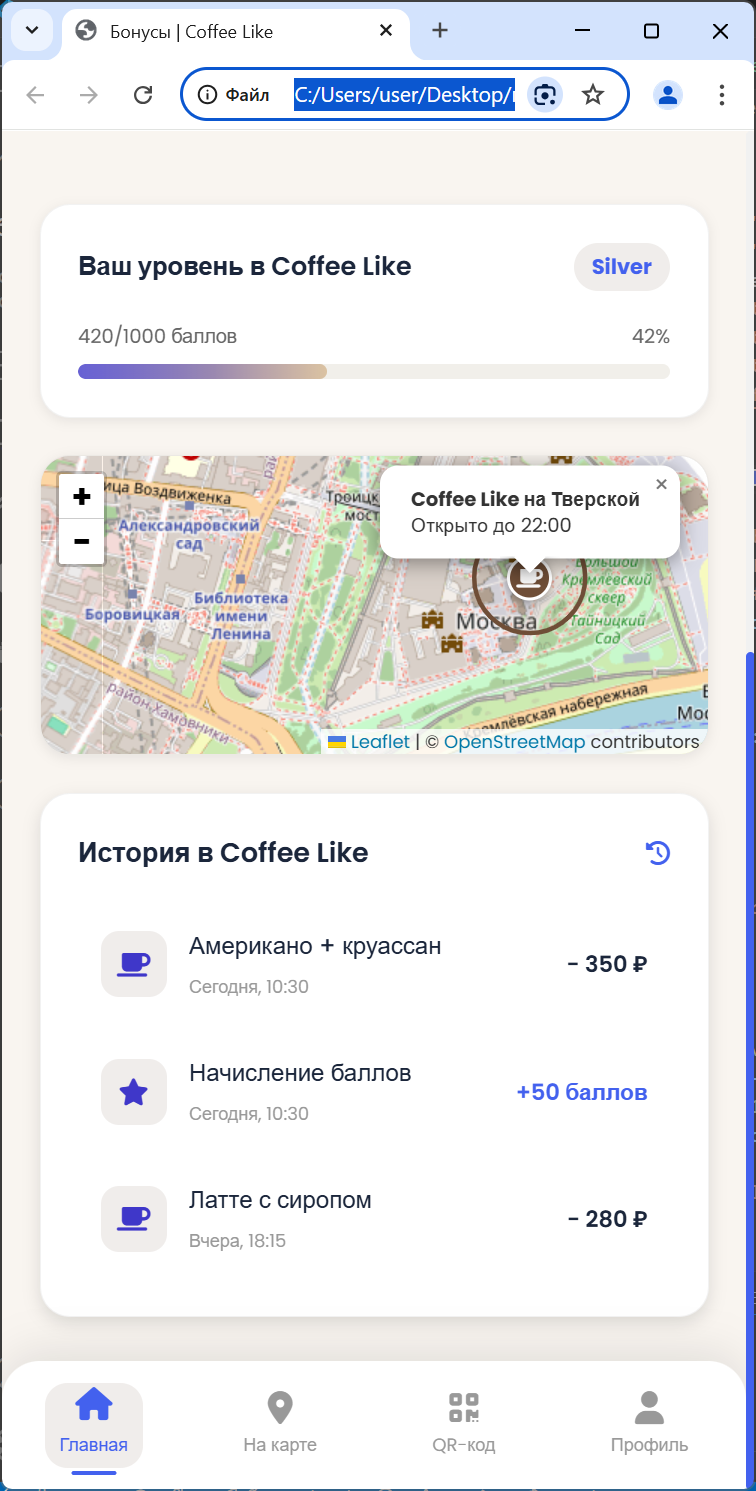 Бонусы | Coffee Like
Файл C:/Users/user/Desktop/
Ваш уровень в Coffee Like
Silver
420/1000 баллов
42%
+
−
ица Воздвиженка
Троицк
мост
Александровский
сад
Coffee Like на Тверской
Открыто до 22:00
×
Большой
Кремлёвский
сквер
Библиотека
имени
Ленина
Боровицкая
Москва
Тайницкий
Сад
район Хамовники
Кремлёвская набережная
Мос
Leaflet | © OpenStreetMap contributors
История в Coffee Like
Американо + круассан
Сегодня, 10:30
- 350 ₽
Начисление баллов
Сегодня, 10:30
+50 баллов
Латте с сиропом
Вчера, 18:15
- 280 ₽
Главная
На карте
QR-код
Профиль